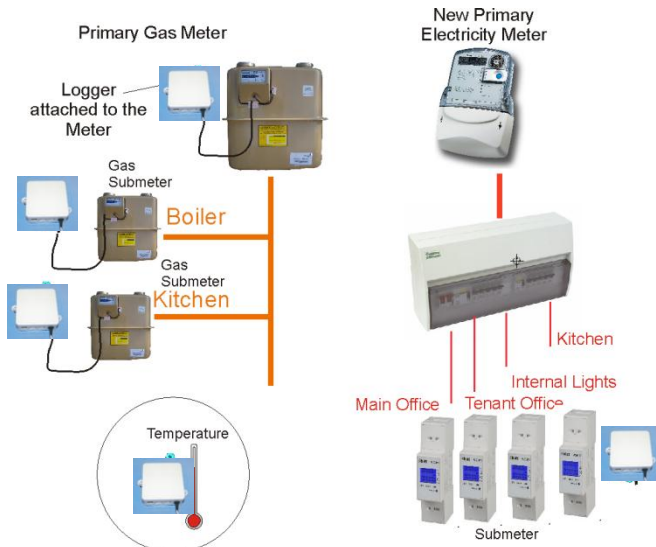 Primary Gas Meter
New Primary
Electricity Meter
Logger
attached to the
Meter
Gas
Submeter
Boiler
Gas
Submeter
Kitchen
Kitchen
Internal Lights
Main Office
Tenant Office
Temperature
Submeter